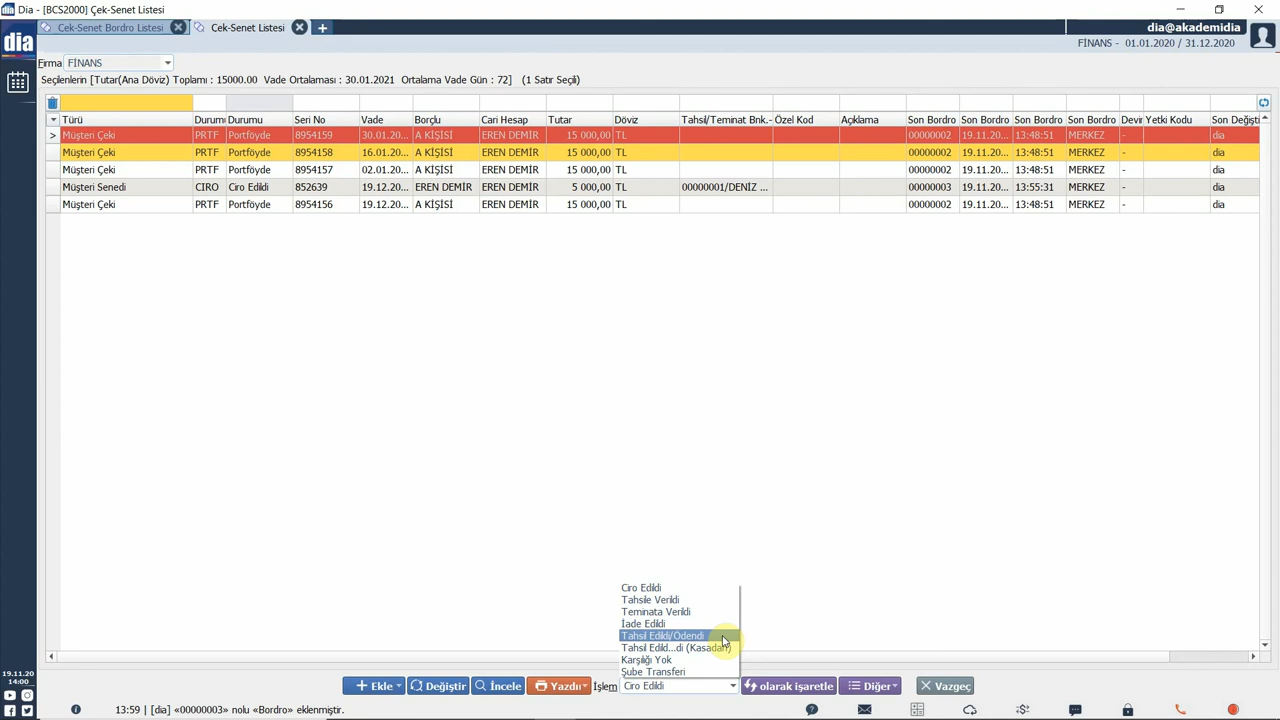 Dia - [BCS2000] Çek-Senet Listesi
dia
Çek-Senet Bordro Listesi
Çek-Senet Listesi
dia@akademidia
FİNANS - 01.01.2020 / 31.12.2020
Firma FİNANS
Seçilenlerin [Tutar(Ana Döviz) Toplamı : 15000.00 Vade Ortalaması : 30.01.2021 Ortalama Vade Gün : 72] (1 Satır Seçili)
Türü Durumu Durumu Seri No Vade Borçlu Cari Hesap Tutar Döviz Tahsil/Teminat Bnk.- Özel Kod Açıklama Son Bordro Son Bordro Son Bordro Son Bordro Devir Yetki Kodu Son Değişti
> Müşteri Çeki PRTF Portföyde 8954159 30.01.20... A KİŞİSİ EREN DEMİR 15 000,00 TL 00000002 19.11.20... 13:48:51 MERKEZ - dia
Müşteri Çeki PRTF Portföyde 8954158 16.01.20... A KİŞİSİ EREN DEMİR 15 000,00 TL 00000002 19.11.20... 13:48:51 MERKEZ - dia
Müşteri Çeki PRTF Portföyde 8954157 02.01.20... A KİŞİSİ EREN DEMİR 15 000,00 TL 00000002 19.11.20... 13:48:51 MERKEZ - dia
Müşteri Senedi CIRO Ciro Edildi 852639 19.12.20... EREN DEMİR EREN DEMİR 5 000,00 TL 00000001/DENİZ ... 00000003 19.11.20... 13:55:31 MERKEZ - dia
Müşteri Çeki PRTF Portföyde 8954156 19.12.20... A KİŞİSİ EREN DEMİR 15 000,00 TL 00000002 19.11.20... 13:48:51 MERKEZ - dia
Ciro Edildi
Tahsile Verildi
Teminata Verildi
İade Edildi
Tahsil Edildi/Ödendi
Tahsil Edild...di (Kasadan)
Karşılığı Yok
Şube Transferi
19.11.20
14:00
Ekle Değiştir İncele Yazdır İşlem Ciro Edildi olarak işaretle Diğer Vazgeç
13:59 | [dia] «00000003» nolu «Bordro» eklenmiştir.